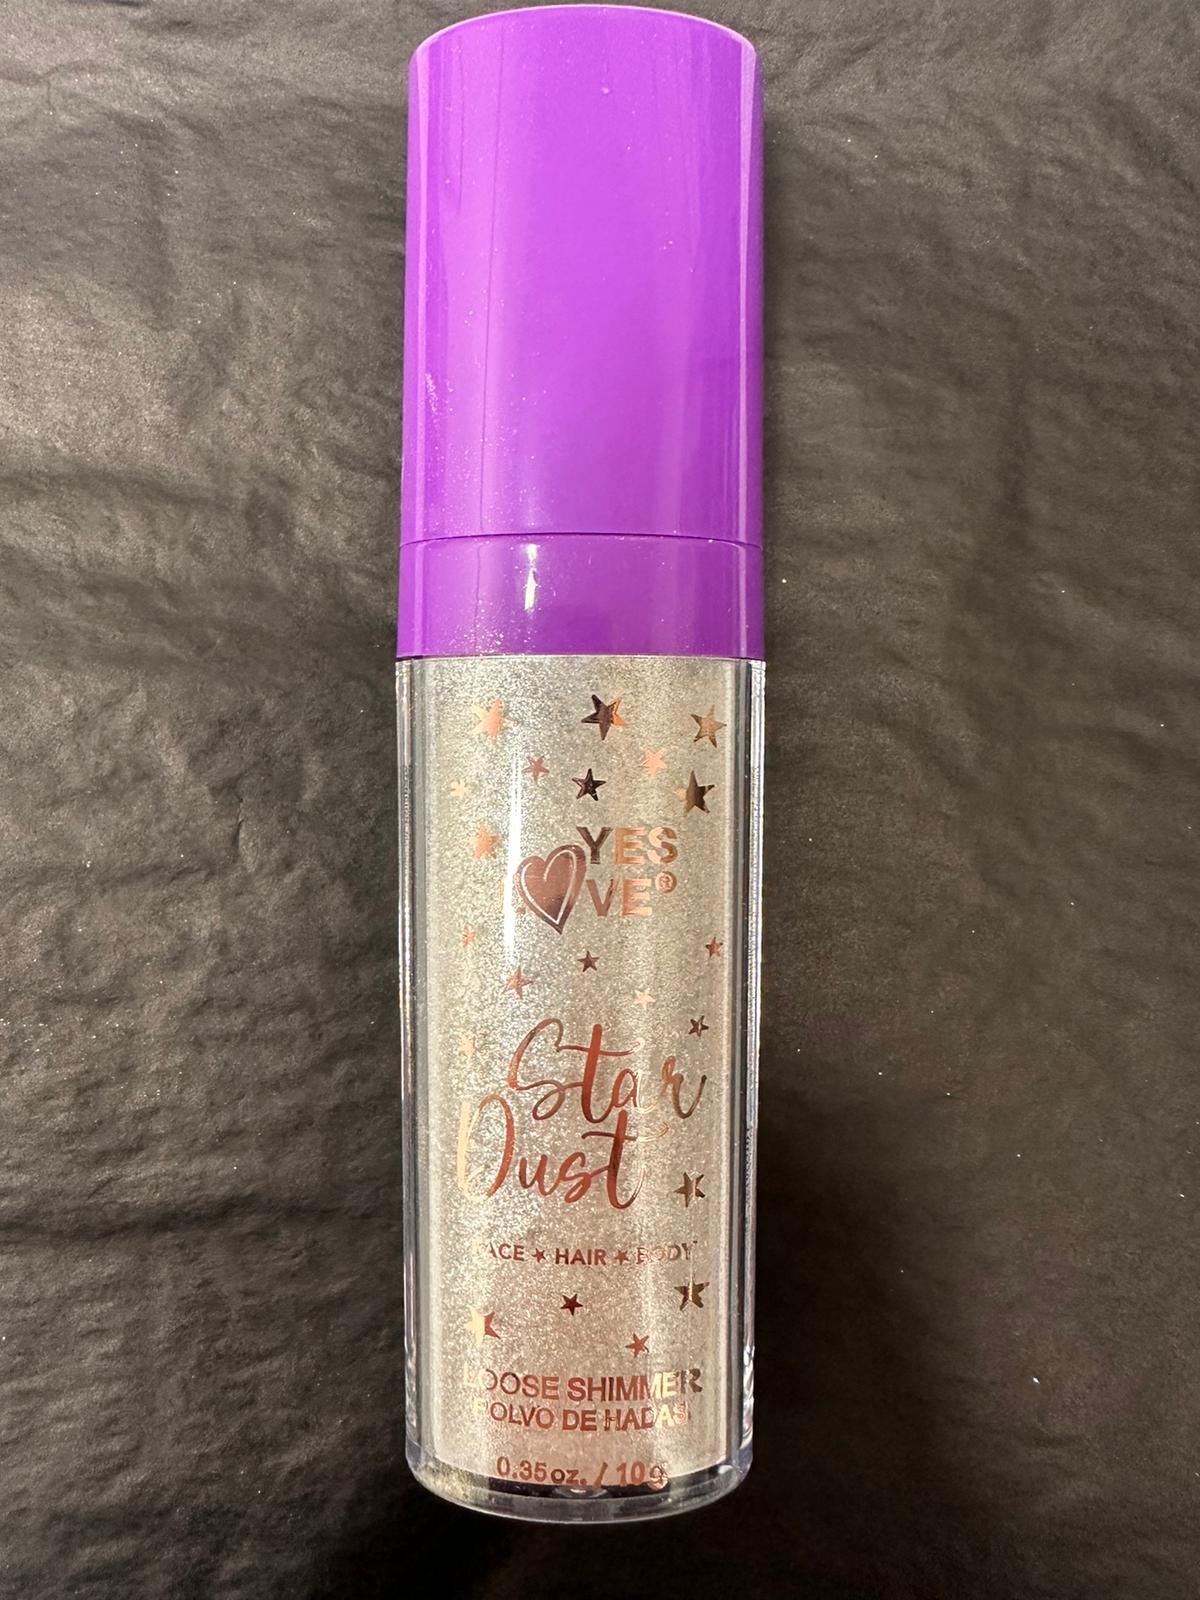 YES
LOVE®
Star
Dust
FACE ★ HAIR ★ BODY
LOOSE SHIMMER
POLVO DE HADAS
0.35oz. / 10g